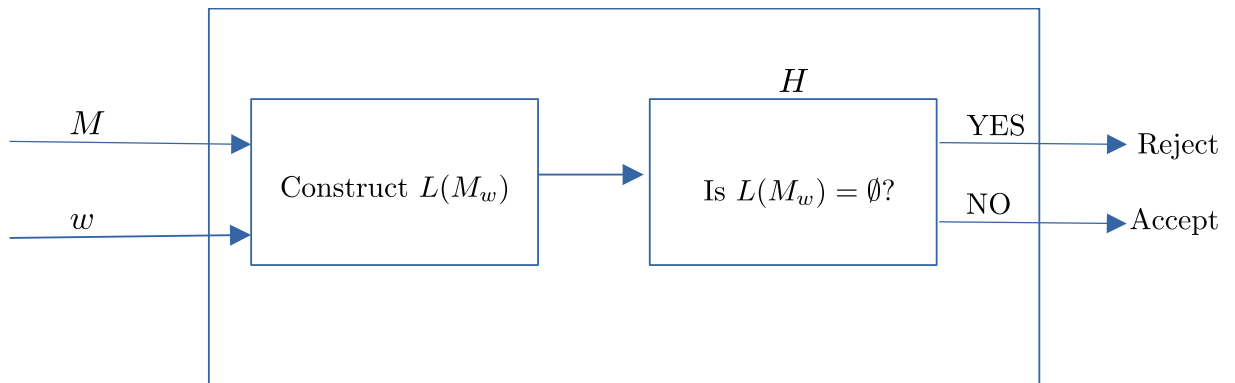 H
M
YES
Reject
Construct L(M_w)
Is L(M_w) = ∅?
w
NO
Accept